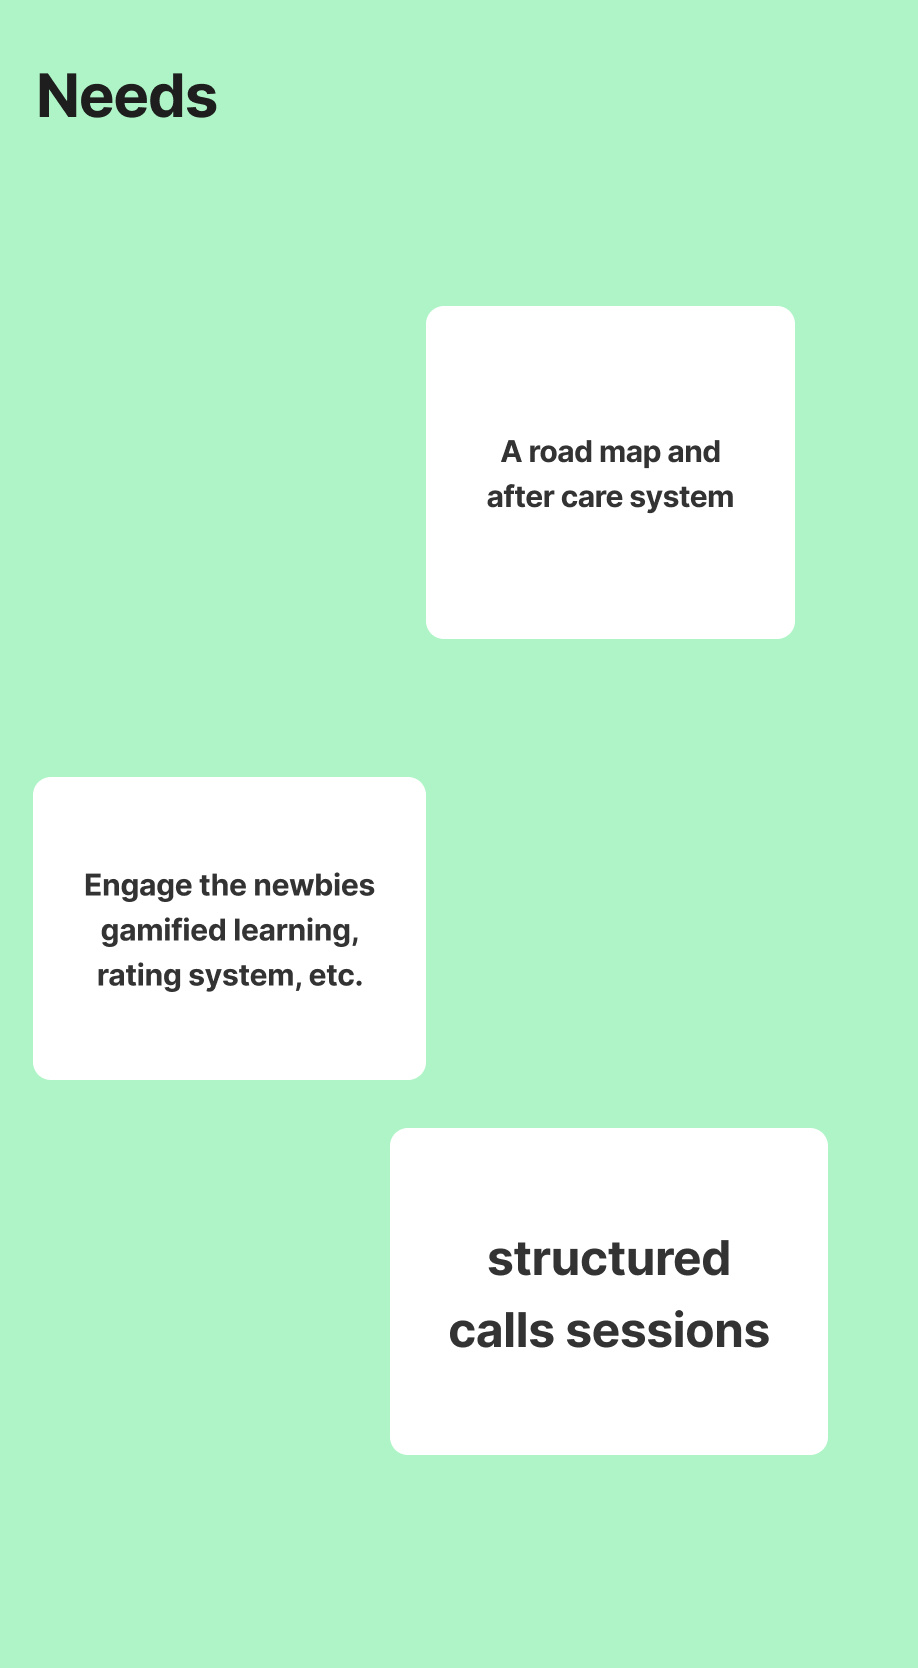 Needs
A road map and
after care system
Engage the newbies
gamified learning,
rating system, etc.
structured
calls sessions